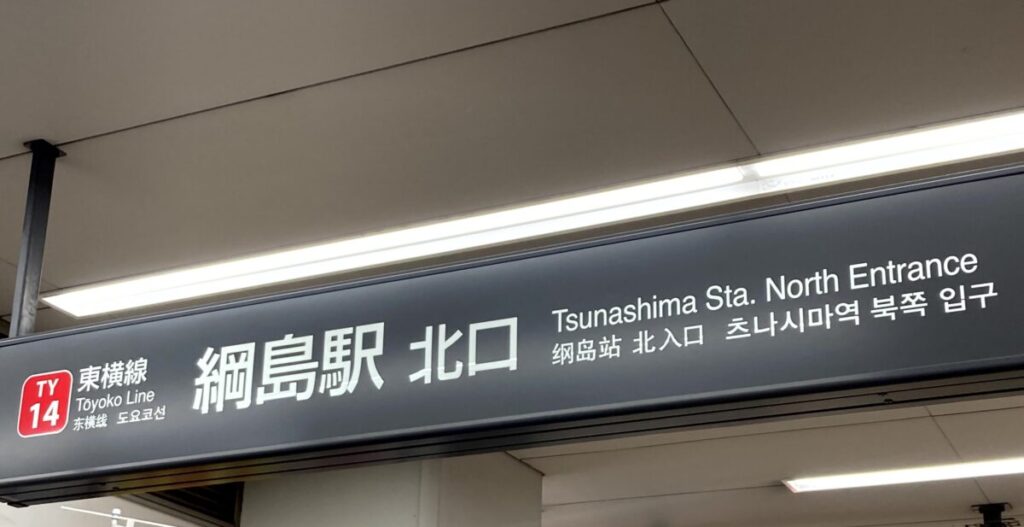 TY
14
東横線
Tōyoko Line
东横线 도요코선
綱島駅 北口
Tsunashima Sta. North Entrance
纲岛站 北入口 츠나시마역 북쪽 입구